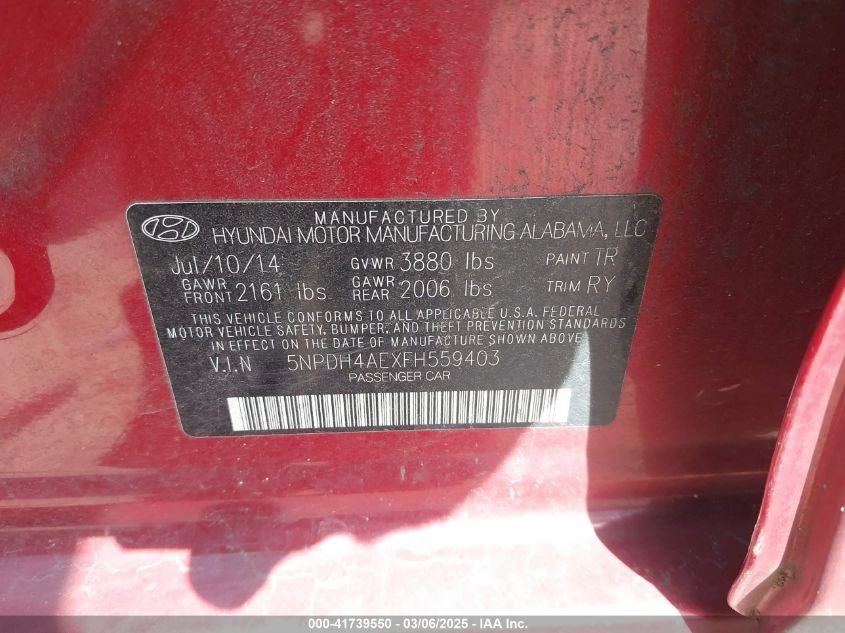 MANUFACTURED BY
HYUNDAI MOTOR MANUFACTURING ALABAMA, LLC
Jul/10/14 GVWR 3880 lbs PAINT TR
GAWR FRONT 2161 lbs GAWR REAR 2006 lbs TRIM RY
THIS VEHICLE CONFORMS TO ALL APPLICABLE U.S.A. FEDERAL
MOTOR VEHICLE SAFETY, BUMPER, AND THEFT PREVENTION STANDARDS
IN EFFECT ON THE DATE OF MANUFACTURE SHOWN ABOVE.
V.I.N 5NPDH4AEXFH559403
PASSENGER CAR
000-41739550 - 03/06/2025 - IAA Inc.